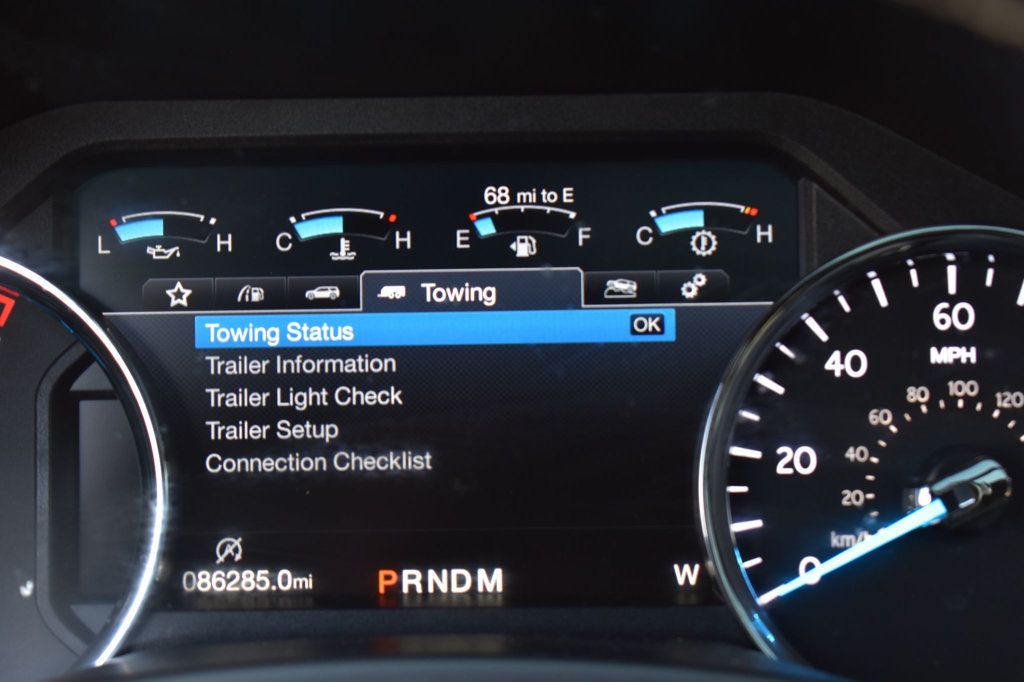 68 mi to E
L H C H E F C H
Towing
Towing Status OK
Trailer Information
Trailer Light Check
Trailer Setup
Connection Checklist
086285.0mi PRNDM W
60
MPH
40
20
0
120
100
80
60
40
20